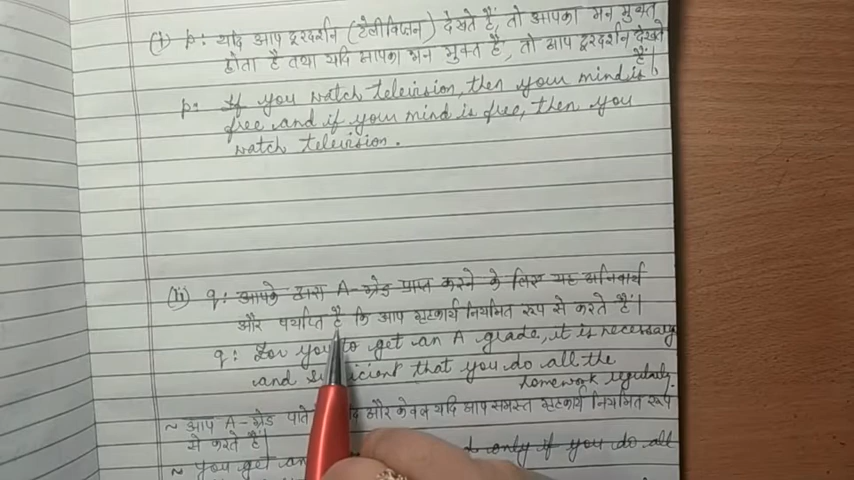 (i) p: यदि आप दूरदर्शन (टेलीविजन) देखते हैं, तो आपका मन मुक्त
होता है तथा यदि आपका मन मुक्त है, तो आप दूरदर्शन देखते
हैं।
p: If you watch television, then your mind is
free and if your mind is free, then you
watch television.
(ii) q: आपके द्वारा A-ग्रेड प्राप्त करने के लिए यह अनिवार्य
और पर्याप्त है कि आप गृहकार्य नियमित रूप से करते हैं।
q: For you to get an A grade, it is necessary
and sufficient that you do all the
homework regularly.
~ आप A-ग्रेड पाते और केवल यदि आप समस्त गृहकार्य नियमित रूप
से करते हैं।
~ you get an only if you do all